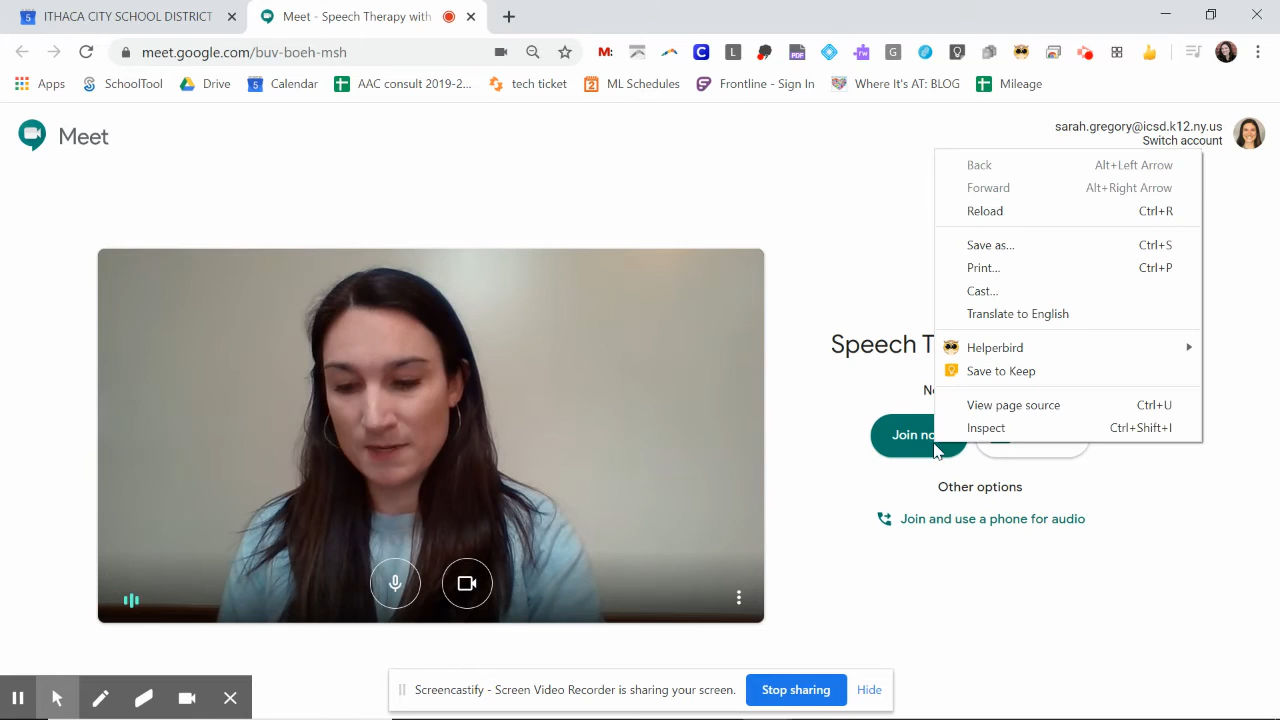 ITHACA CITY SCHOOL DISTRICT
Meet - Speech Therapy with
meet.google.com/buv-boeh-msh
Apps SchoolTool Drive Calendar AAC consult 2019-2... tech ticket ML Schedules Frontline - Sign In Where It's AT: BLOG Mileage
Meet
sarah.gregory@icsd.k12.ny.us
Switch account
Back Alt+Left Arrow
Forward Alt+Right Arrow
Reload Ctrl+R
Save as... Ctrl+S
Print... Ctrl+P
Cast...
Translate to English
Speech T
Helperbird
Save to Keep
View page source Ctrl+U
Inspect Ctrl+Shift+I
Join no
Other options
Join and use a phone for audio
Screencastify - Screen Video Recorder is sharing your screen. Stop sharing Hide